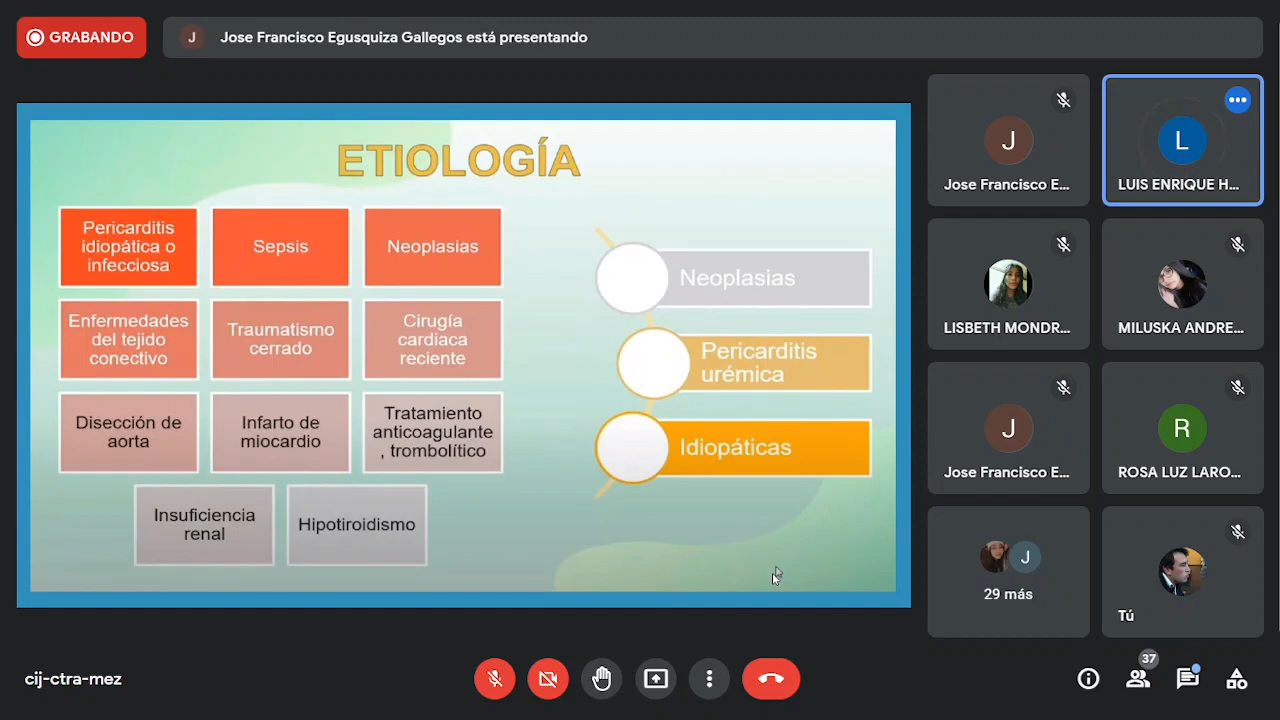 GRABANDO
J
Jose Francisco Egusquiza Gallegos está presentando
ETIOLOGÍA
Pericarditis
idiopática o
infecciosa
Sepsis
Neoplasias
Enfermedades
del tejido
conectivo
Traumatismo
cerrado
Cirugía
cardiaca
reciente
Disección de
aorta
Infarto de
miocardio
Tratamiento
anticoagulante
, trombolítico
Insuficiencia
renal
Hipotiroidismo
Neoplasias
Pericarditis
urémica
Idiopáticas
J
Jose Francisco E...
L
LUIS ENRIQUE H...
LISBETH MONDR...
MILUSKA ANDRE...
J
Jose Francisco E...
R
ROSA LUZ LARO...
J
29 más
Tú
cij-ctra-mez
37